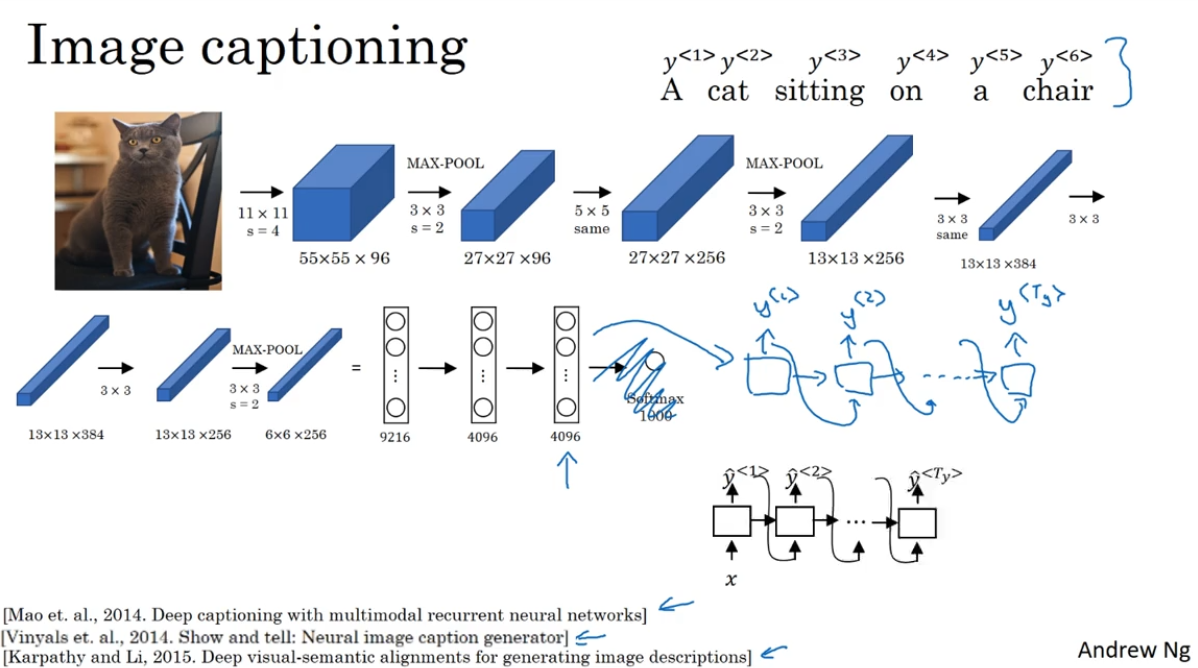 Image captioning
y<1> y<2> y<3> y<4> y<5> y<6>
A cat sitting on a chair
MAX-POOL
MAX-POOL
11 × 11
s = 4
3 × 3
s = 2
5 × 5
same
3 × 3
s = 2
3 × 3
same
3 × 3
55×55 × 96
27×27 ×96
27×27 ×256
13×13 ×256
13×13 ×384
y<1> y<2> y<Ty>
MAX-POOL
3 × 3
3 × 3
s = 2
=
Softmax
1000
13×13 ×384
13×13 ×256
6×6 ×256
9216
4096
4096
ŷ<1> ŷ<2> ŷ<Ty>
...
x
[Mao et. al., 2014. Deep captioning with multimodal recurrent neural networks]
[Vinyals et. al., 2014. Show and tell: Neural image caption generator]
[Karpathy and Li, 2015. Deep visual-semantic alignments for generating image descriptions]
Andrew Ng